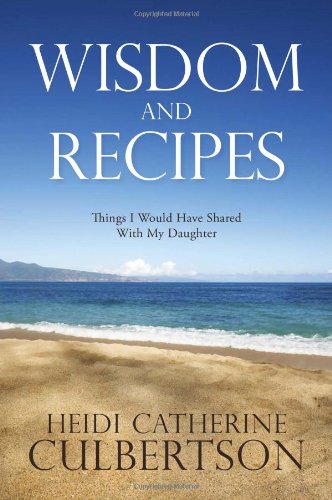 WISDOM
AND
RECIPES
Things I Would Have Shared
With My Daughter
HEIDI CATHERINE
CULBERTSON